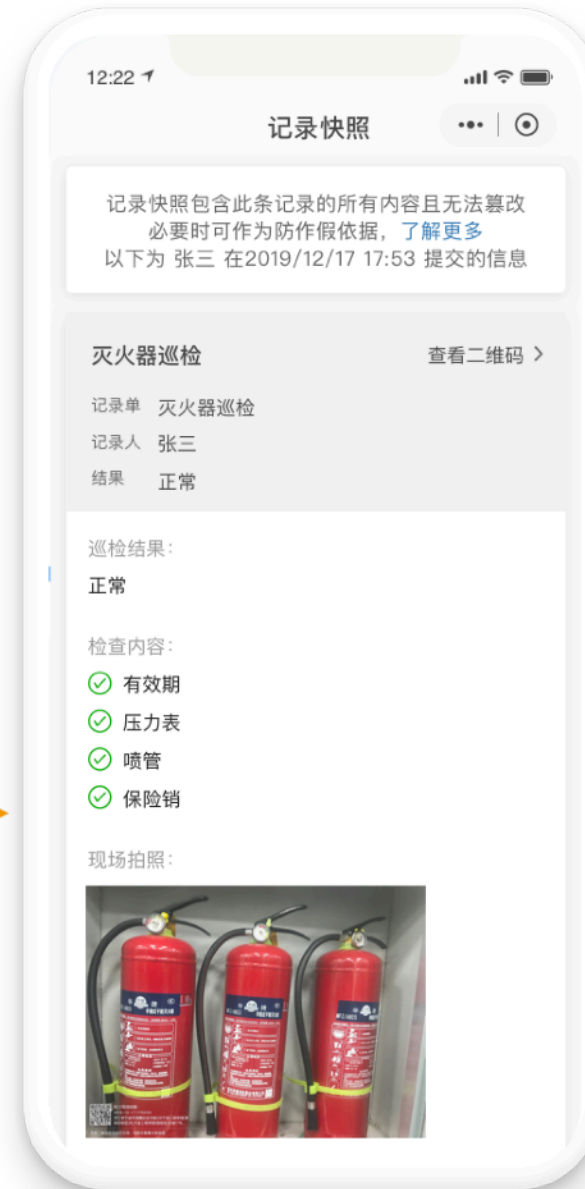 12:22
记录快照
记录快照包含此条记录的所有内容且无法篡改
必要时可作为防作假依据，了解更多
以下为 张三 在2019/12/17 17:53 提交的信息
灭火器巡检 查看二维码
记录单 灭火器巡检
记录人 张三
结果 正常
巡检结果：
正常
检查内容：
有效期
压力表
喷管
保险销
现场拍照：